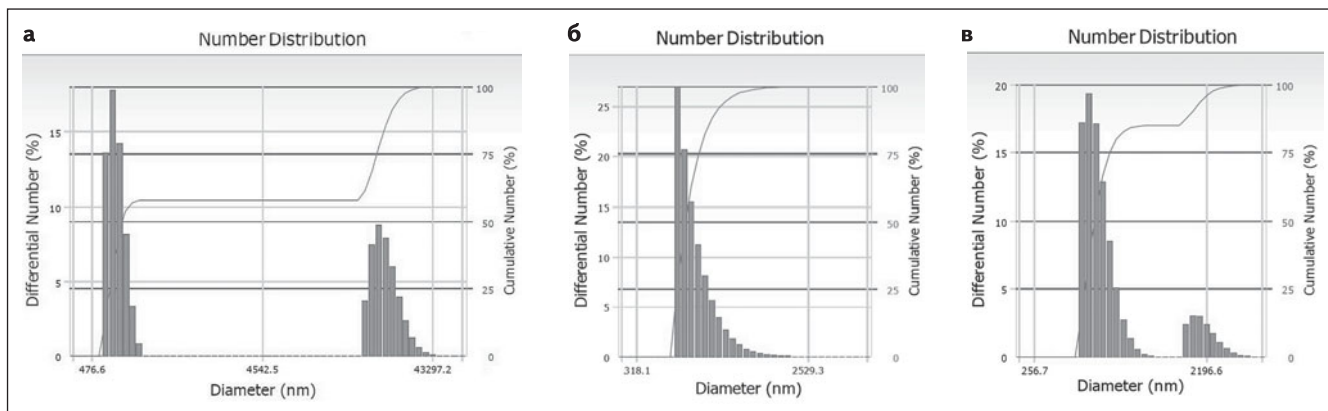 а
Number Distribution
Differential Number (%)
15
10
5
0
100
75
50
25
0
Cumulative Number (%)
476.6
4542.5
43297.2
Diameter (nm)
б
Number Distribution
Differential Number (%)
25
20
15
10
5
0
100
75
50
25
0
Cumulative Number (%)
318.1
2529.3
Diameter (nm)
в
Number Distribution
Differential Number (%)
20
15
10
5
0
100
75
50
25
0
Cumulative Number (%)
256.7
2196.6
Diameter (nm)